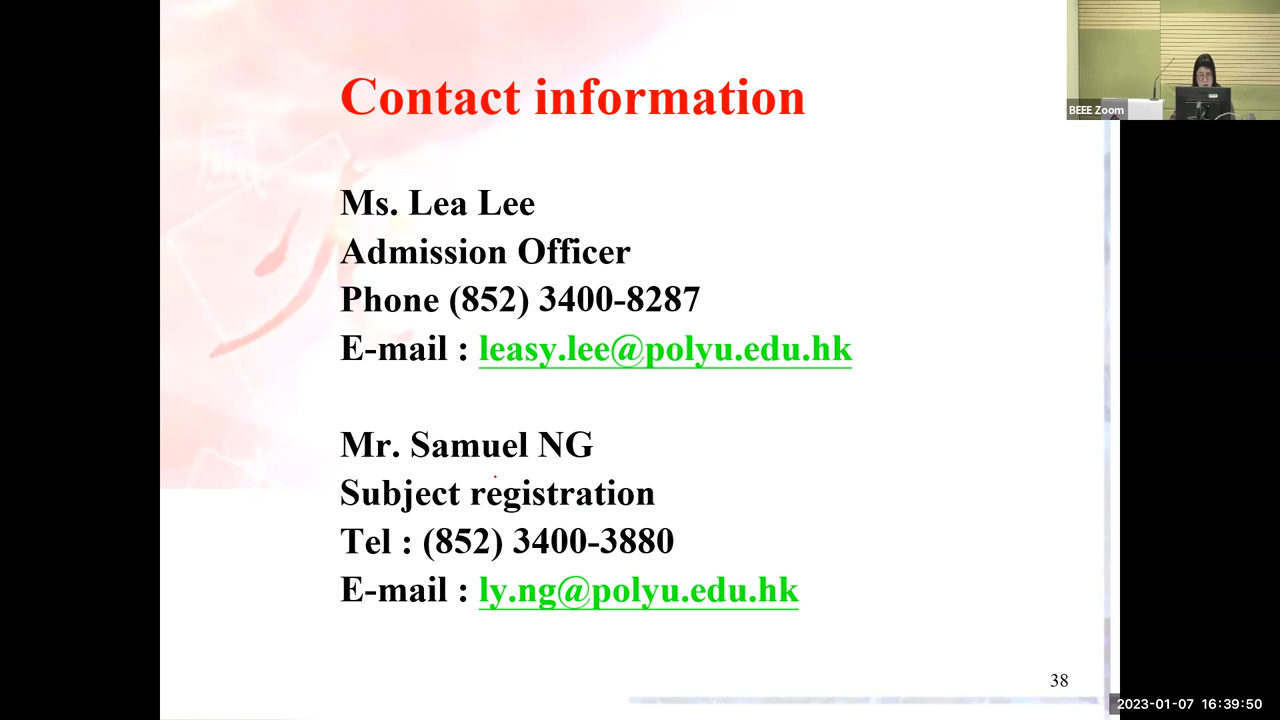 Contact information
BEEE Zoom
Ms. Lea Lee
Admission Officer
Phone (852) 3400-8287
E-mail : leasy.lee@polyu.edu.hk
Mr. Samuel NG
Subject registration
Tel : (852) 3400-3880
E-mail : ly.ng@polyu.edu.hk
38
2023-01-07 16:39:50